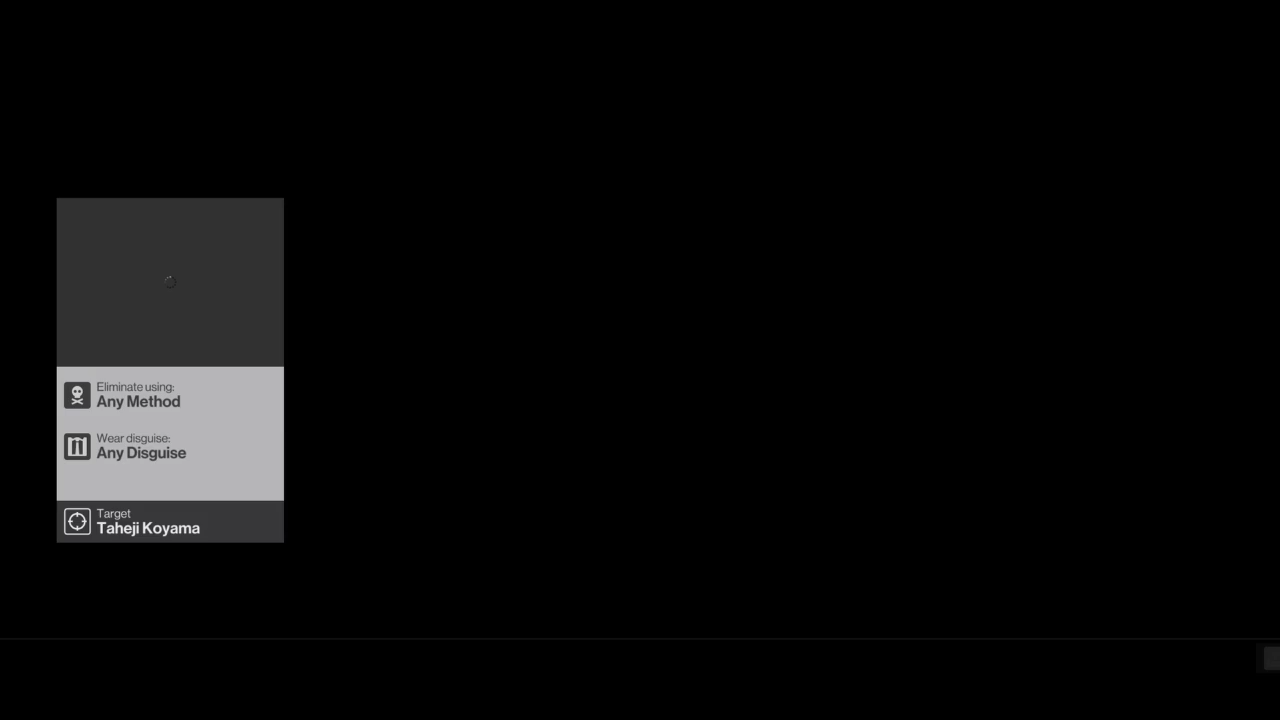 Eliminate using:
Any Method
Wear disguise:
Any Disguise
Target
Taheji Koyama